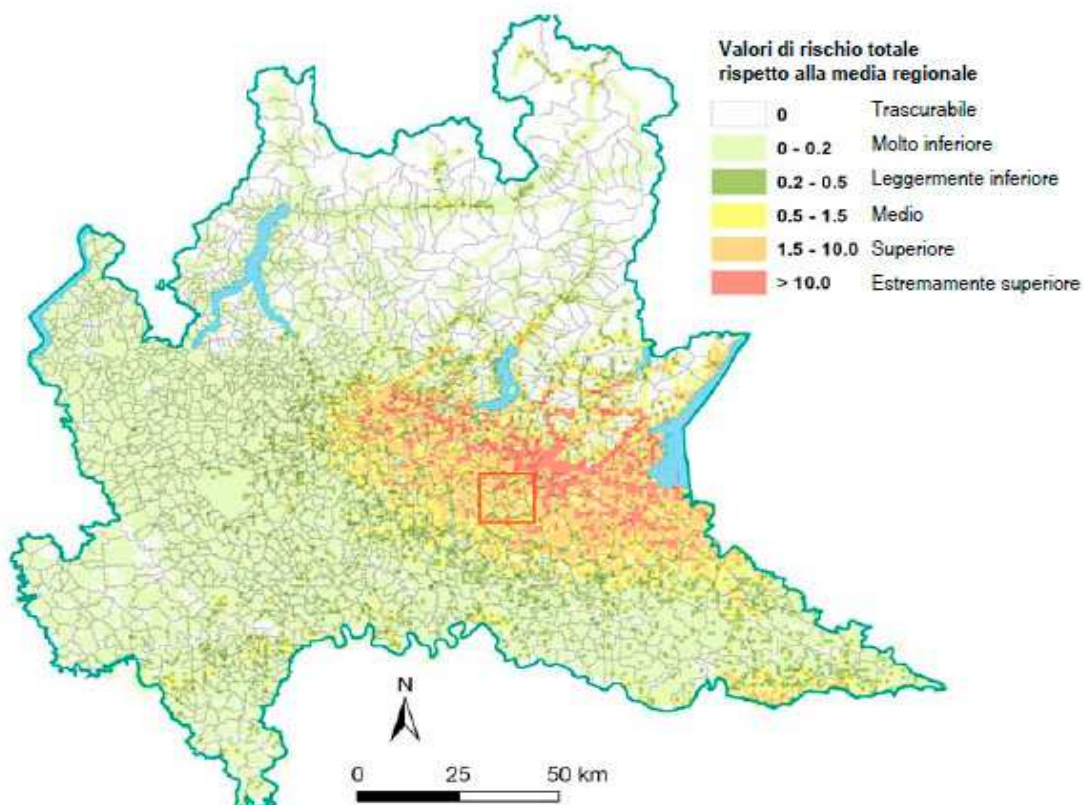 Valori di rischio totale
rispetto alla media regionale
0 Trascurabile
0 - 0.2 Molto inferiore
0.2 - 0.5 Leggermente inferiore
0.5 - 1.5 Medio
1.5 - 10.0 Superiore
> 10.0 Estremamente superiore
N
0 25 50 km